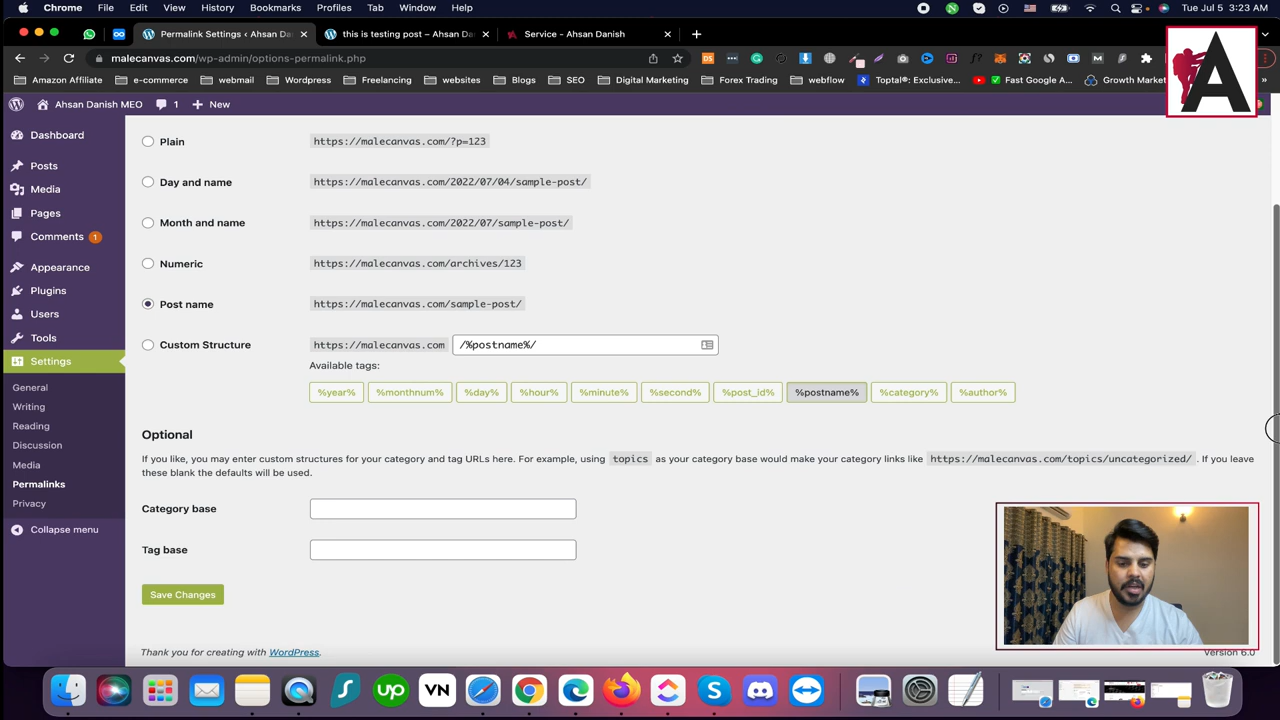 Chrome File Edit View History Bookmarks Profiles Tab Window Help Tue Jul 5 3:23 AM
Permalink Settings ‹ Ahsan Da this is testing post – Ahsan Da Service - Ahsan Danish
malecanvas.com/wp-admin/options-permalink.php
Amazon Affiliate e-commerce webmail Wordpress Freelancing websites Blogs SEO Digital Marketing Forex Trading webflow Toptal®: Exclusive... Fast Google A... Growth Market
A
Ahsan Danish MEO 1 New
Dashboard
Posts
Media
Pages
Comments 1
Appearance
Plugins
Users
Tools
Settings
General
Writing
Reading
Discussion
Media
Permalinks
Privacy
Collapse menu
Plain https://malecanvas.com/?p=123
Day and name https://malecanvas.com/2022/07/04/sample-post/
Month and name https://malecanvas.com/2022/07/sample-post/
Numeric https://malecanvas.com/archives/123
Post name https://malecanvas.com/sample-post/
Custom Structure https://malecanvas.com /%postname%/
Available tags:
%year% %monthnum% %day% %hour% %minute% %second% %post_id% %postname% %category% %author%
Optional
If you like, you may enter custom structures for your category and tag URLs here. For example, using topics as your category base would make your category links like https://malecanvas.com/topics/uncategorized/ . If you leave
these blank the defaults will be used.
Category base
Tag base
Save Changes
Thank you for creating with WordPress.
Version 6.0
up VN